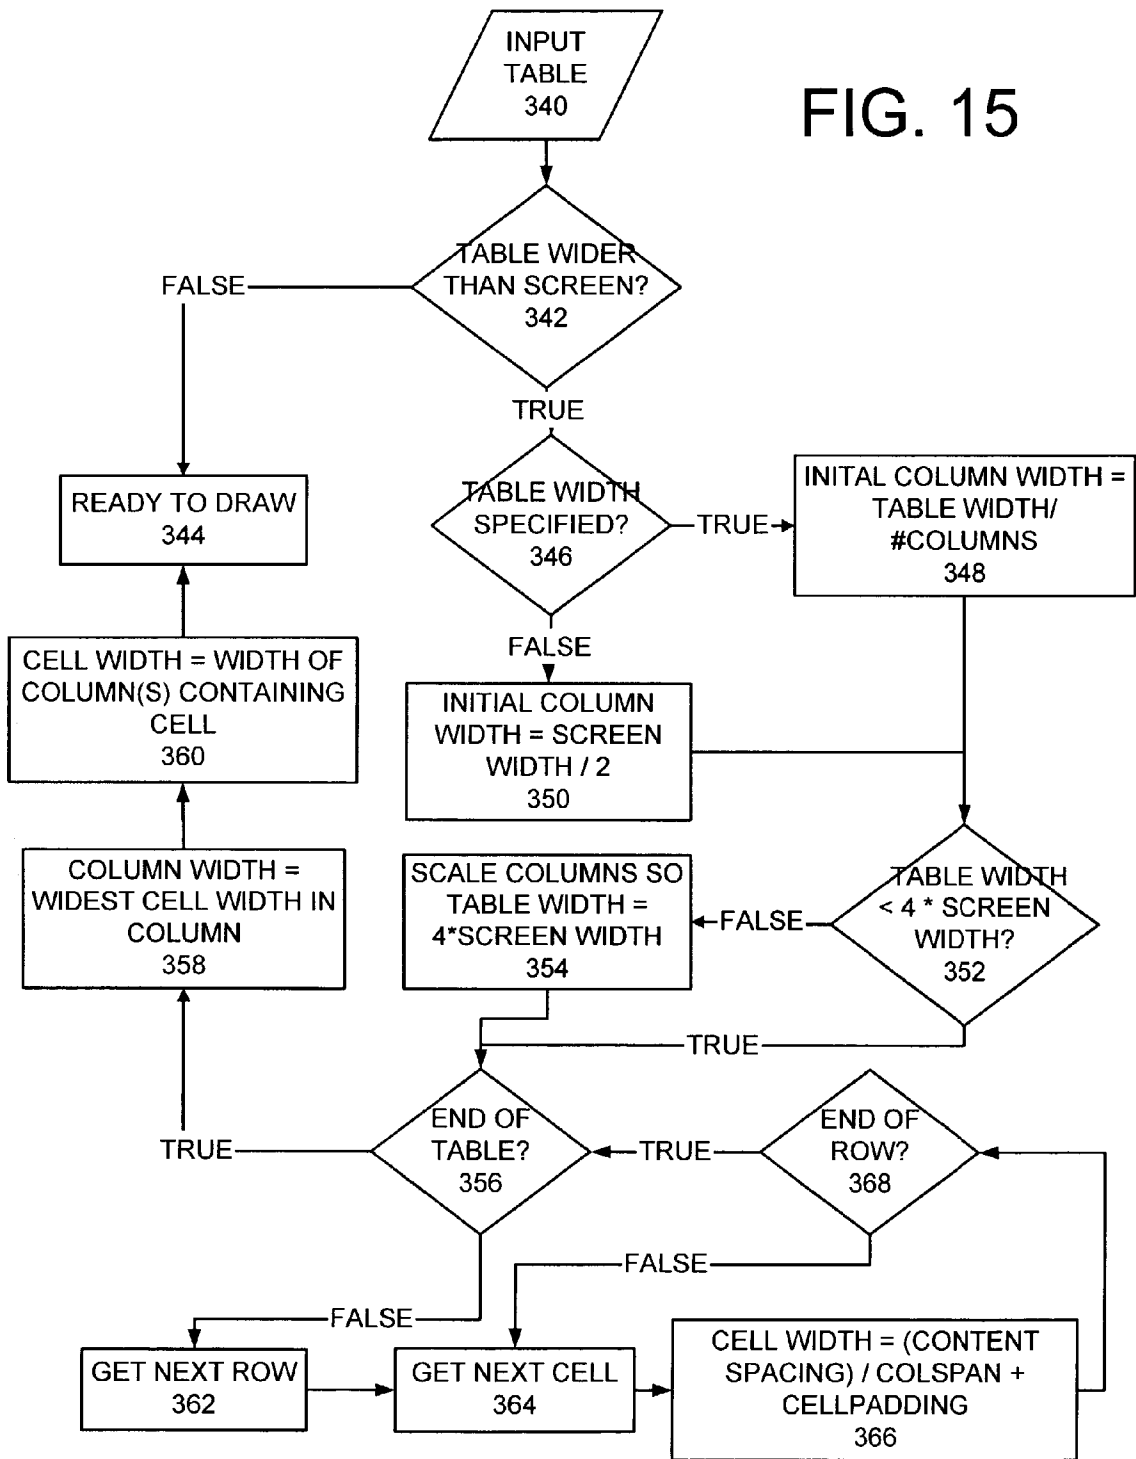 INPUT
TABLE
340
FIG. 15
TABLE WIDER
THAN SCREEN?
342
FALSE
TRUE
READY TO DRAW
344
TABLE WIDTH
SPECIFIED?
346
TRUE
INITAL COLUMN WIDTH =
TABLE WIDTH/
#COLUMNS
348
FALSE
CELL WIDTH = WIDTH OF
COLUMN(S) CONTAINING
CELL
360
INITIAL COLUMN
WIDTH = SCREEN
WIDTH / 2
350
COLUMN WIDTH =
WIDEST CELL WIDTH IN
COLUMN
358
SCALE COLUMNS SO
TABLE WIDTH =
4*SCREEN WIDTH
354
FALSE
TABLE WIDTH
< 4 * SCREEN
WIDTH?
352
TRUE
TRUE
END OF
TABLE?
356
TRUE
END OF
ROW?
368
FALSE
FALSE
GET NEXT ROW
362
GET NEXT CELL
364
CELL WIDTH = (CONTENT
SPACING) / COLSPAN +
CELLPADDING
366